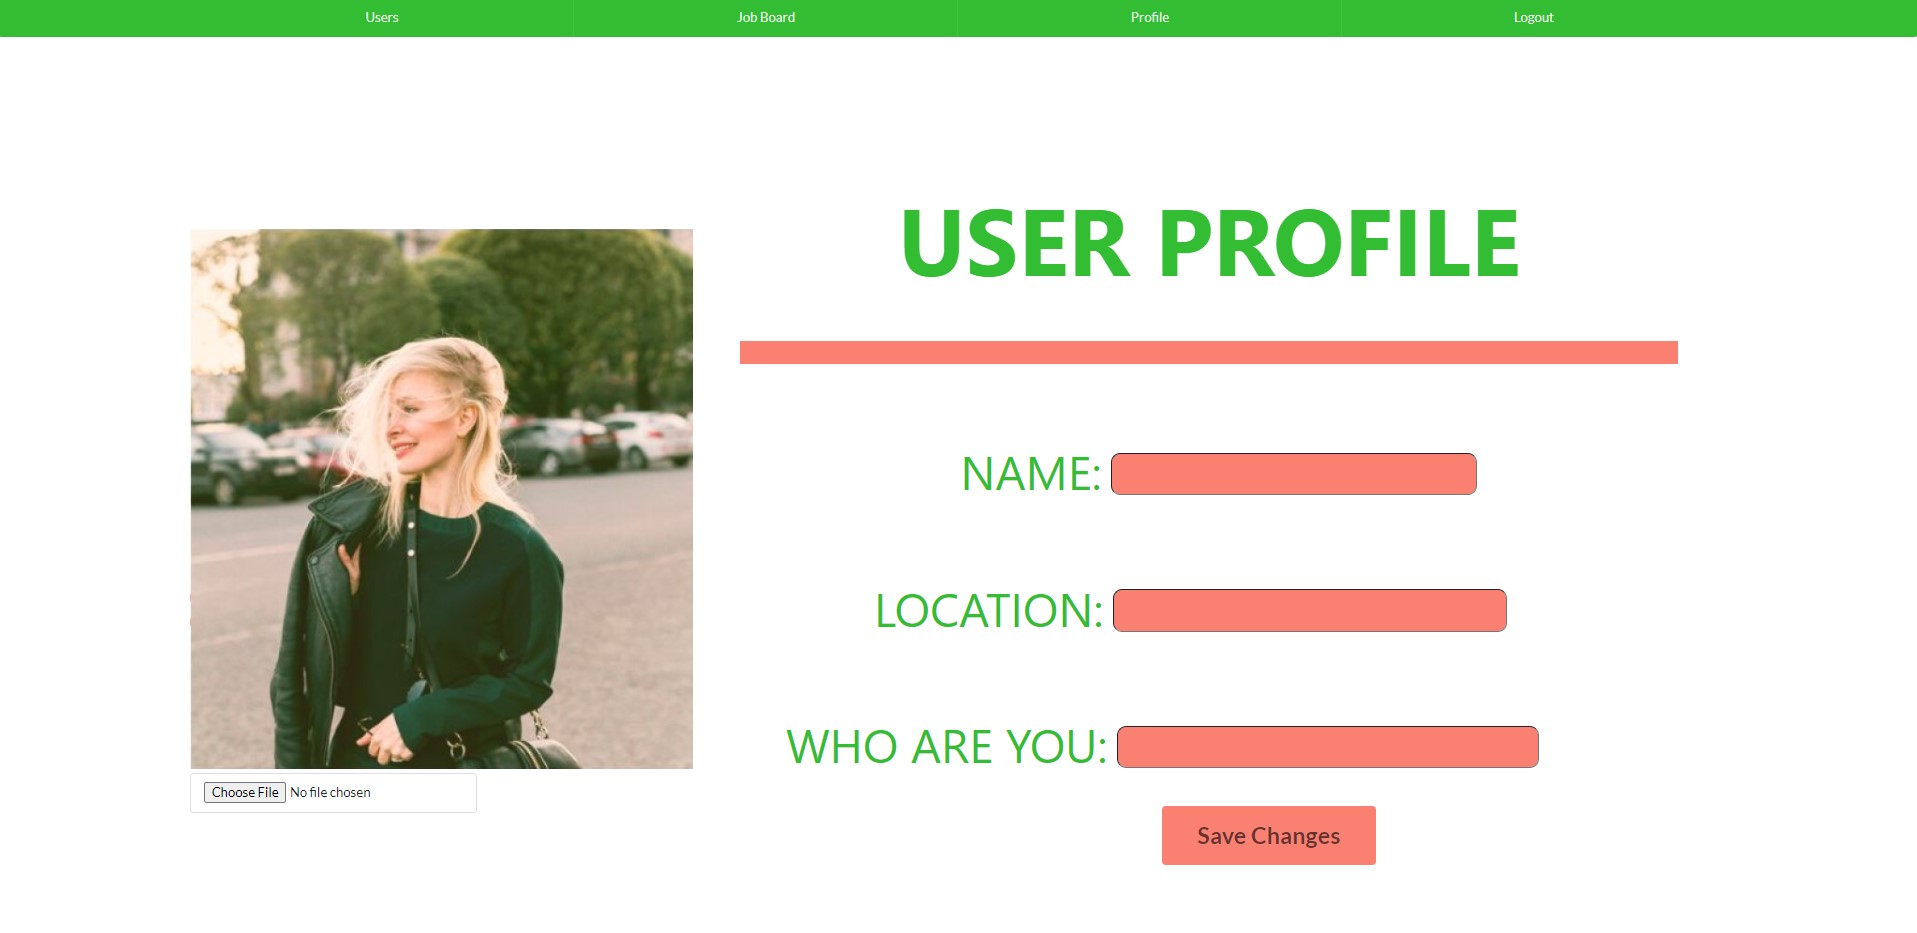 Users
Job Board
Profile
Logout
USER PROFILE
NAME:
LOCATION:
WHO ARE YOU:
Choose File No file chosen
Save Changes